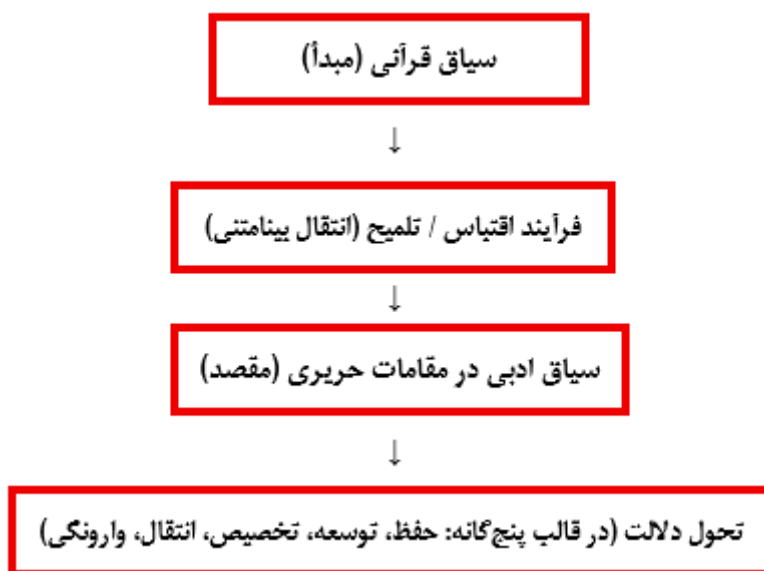 سیاق قرآنی (مبدأ)
↓
فرآیند اقتباس / تلمیح (انتقال بینامتنی)
↓
سیاق ادبی در مقامات حریری (مقصد)
↓
تحول دلالت (در قالب پنج‌گانه: حفظ، توسعه، تخصیص، انتقال، وارونگی)